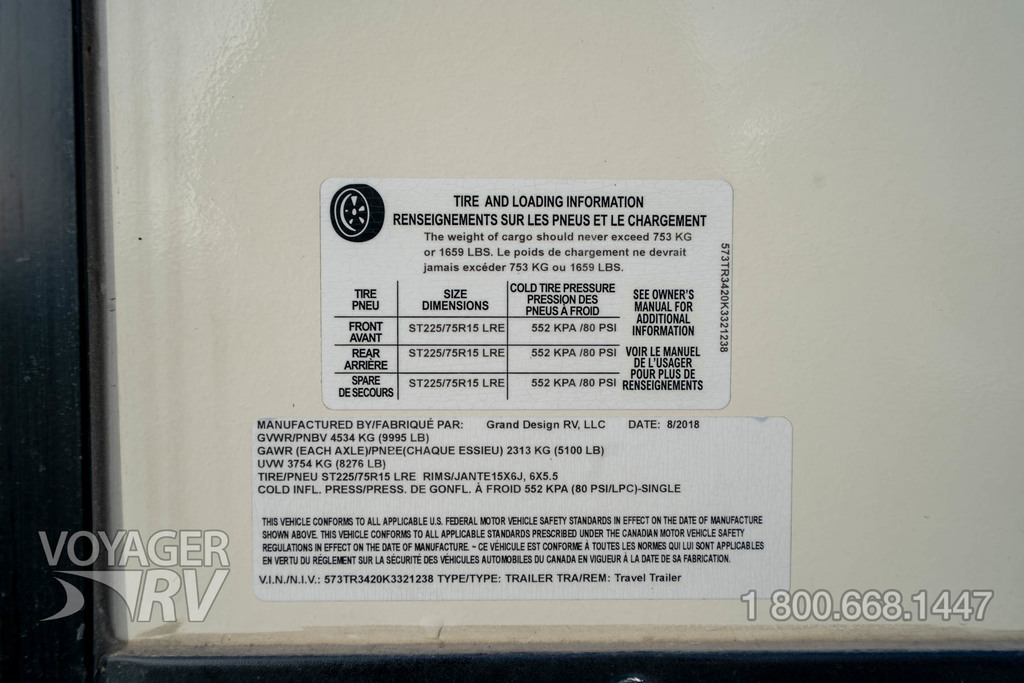 TIRE AND LOADING INFORMATION
RENSEIGNEMENTS SUR LES PNEUS ET LE CHARGEMENT
The weight of cargo should never exceed 753 KG
or 1659 LBS. Le poids de chargement ne devrait
jamais excéder 753 KG ou 1659 LBS.
TIRE PNEU SIZE DIMENSIONS COLD TIRE PRESSURE PRESSION DES PNEUS À FROID
FRONT AVANT ST225/75R15 LRE 552 KPA /80 PSI
REAR ARRIÈRE ST225/75R15 LRE 552 KPA /80 PSI
SPARE DE SECOURS ST225/75R15 LRE 552 KPA /80 PSI
SEE OWNER'S
MANUAL FOR
ADDITIONAL
INFORMATION
VOIR LE MANUEL
DE L'USAGER
POUR PLUS DE
RENSEIGNEMENTS
573TR3420K3321238
MANUFACTURED BY/FABRIQUÉ PAR: Grand Design RV, LLC DATE: 8/2018
GVWR/PNBV 4534 KG (9995 LB)
GAWR (EACH AXLE)/PNBE(CHAQUE ESSIEU) 2313 KG (5100 LB)
UVW 3754 KG (8276 LB)
TIRE/PNEU ST225/75R15 LRE RIMS/JANTE15X6J, 6X5.5
COLD INFL. PRESS/PRESS. DE GONFL. À FROID 552 KPA (80 PSI/LPC)-SINGLE
THIS VEHICLE CONFORMS TO ALL APPLICABLE U.S. FEDERAL MOTOR VEHICLE SAFETY STANDARDS IN EFFECT ON THE DATE OF MANUFACTURE
SHOWN ABOVE. THIS VEHICLE CONFORMS TO ALL APPLICABLE STANDARDS PRESCRIBED UNDER THE CANADIAN MOTOR VEHICLE SAFETY
REGULATIONS IN EFFECT ON THE DATE OF MANUFACTURE. - CE VÉHICULE EST CONFORME À TOUTES LES NORMES QUI LUI SONT APPLICABLES
EN VERTU DU RÉGLEMENT SUR LA SÉCURITÉ DES VÉHICULES AUTOMOBILES DU CANADA EN VIGUEUR À LA DATE DE SA FABRICATION.
V.I.N./N.I.V.: 573TR3420K3321238 TYPE/TYPE: TRAILER TRA/REM: Travel Trailer
VOYAGER
RV
1 800.668.1447